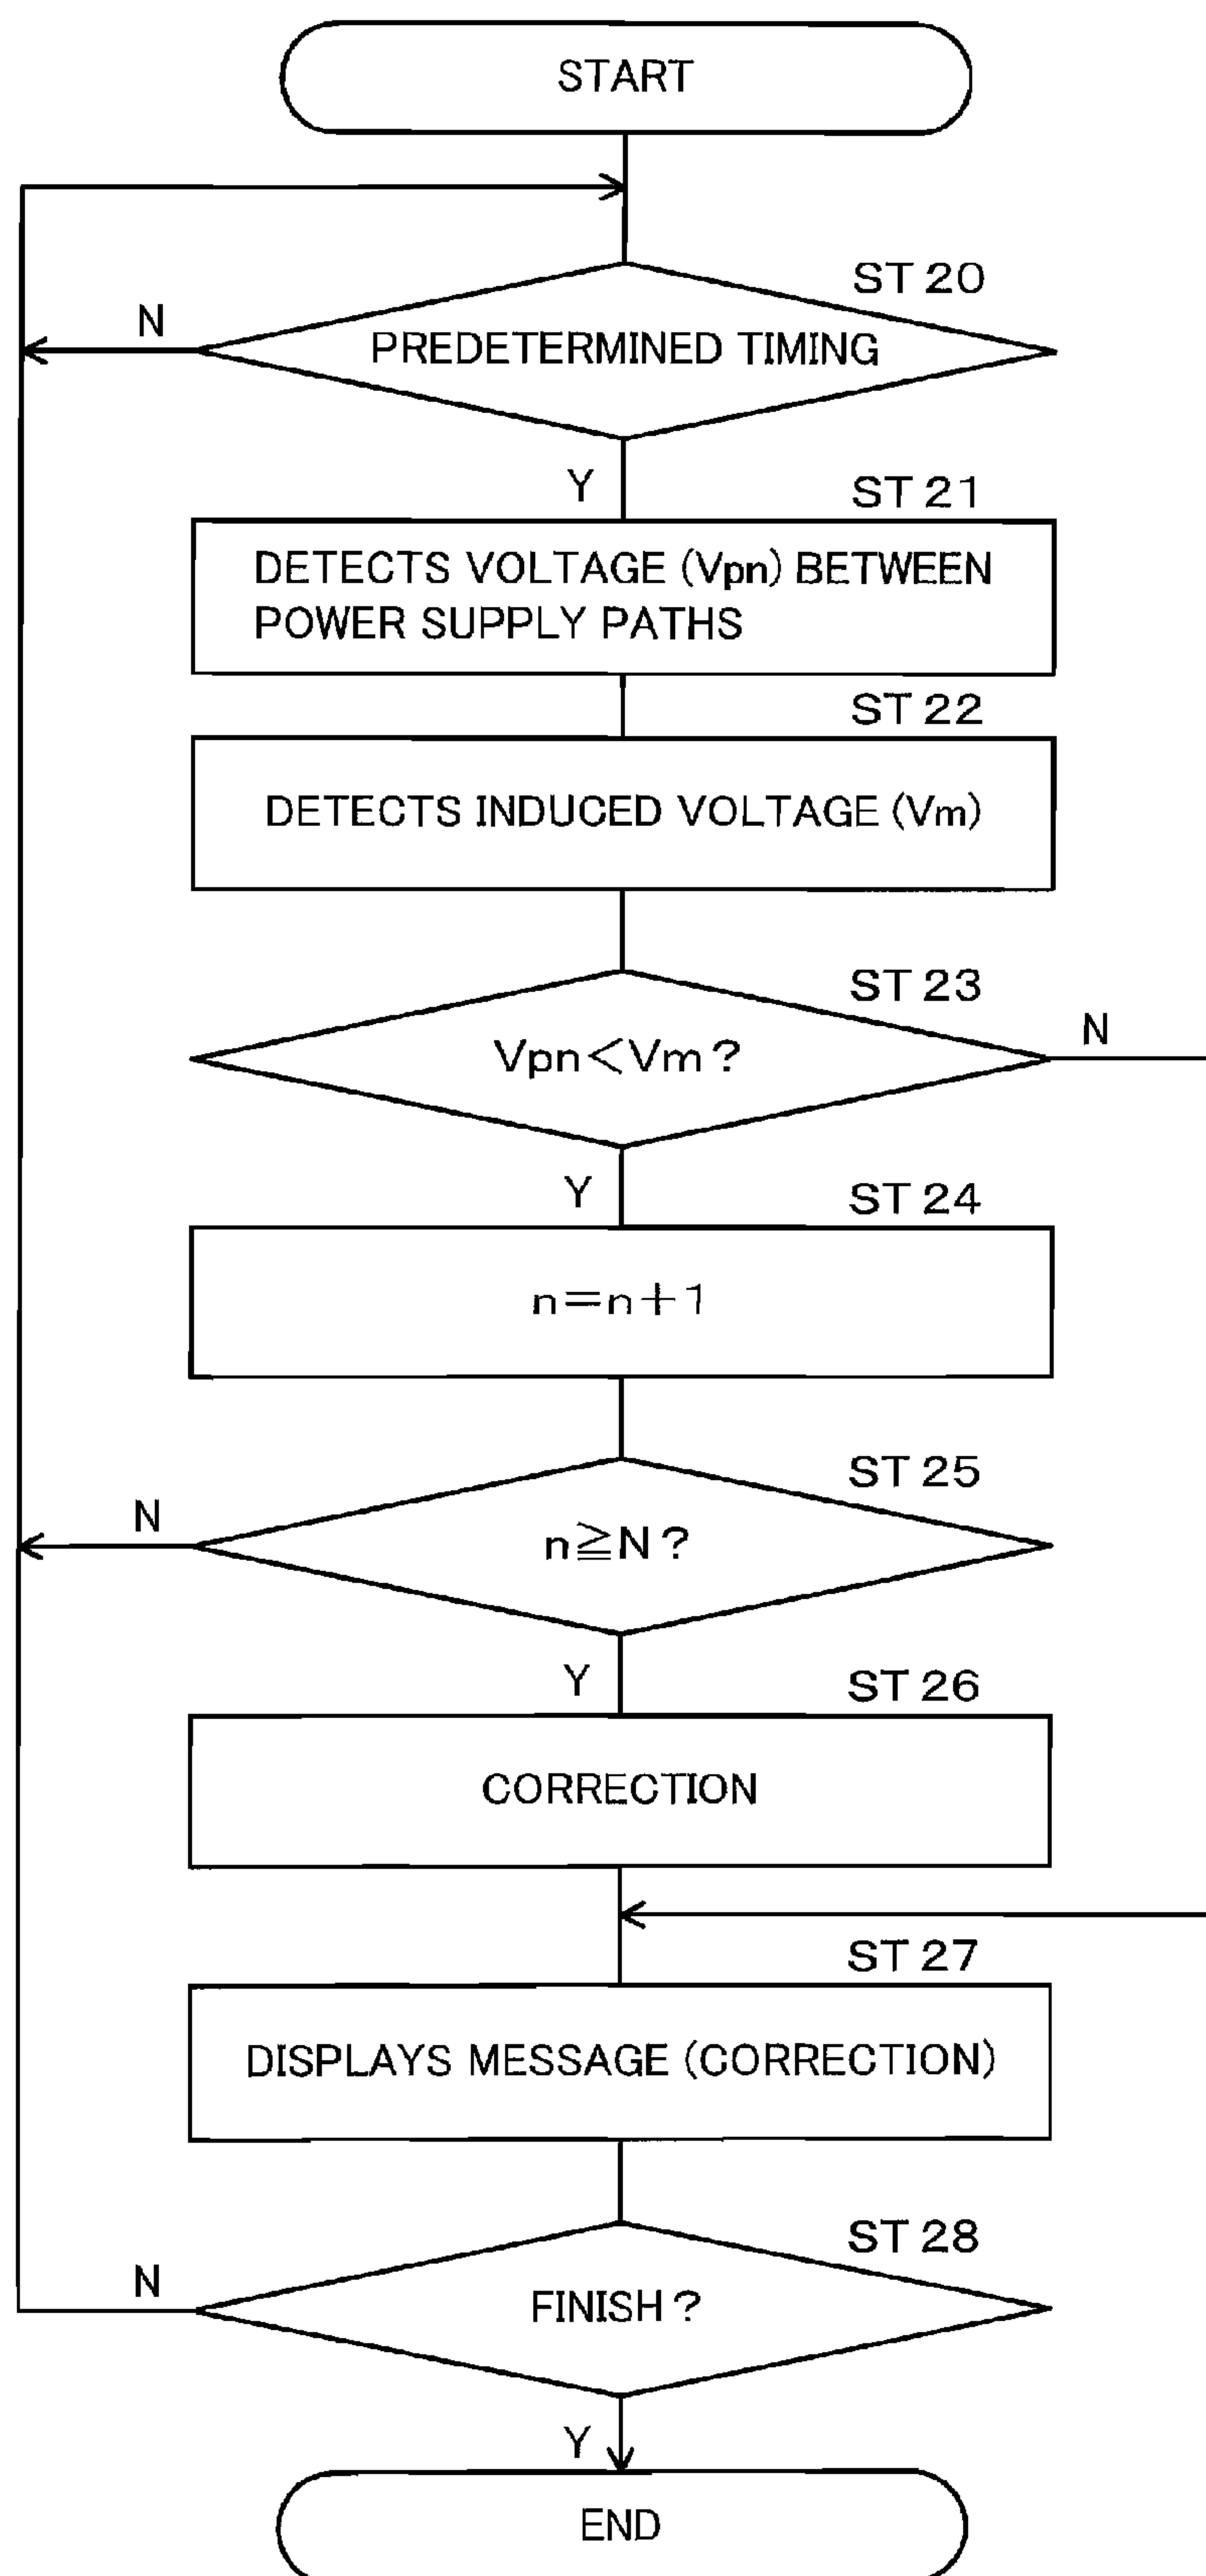 START
ST 20
N
PREDETERMINED TIMING
Y
ST 21
DETECTS VOLTAGE (Vpn) BETWEEN
POWER SUPPLY PATHS
ST 22
DETECTS INDUCED VOLTAGE (Vm)
ST 23
Vpn<Vm?
N
Y
ST 24
n=n+1
ST 25
N
n≧N?
Y
ST 26
CORRECTION
ST 27
DISPLAYS MESSAGE (CORRECTION)
ST 28
N
FINISH?
Y
END